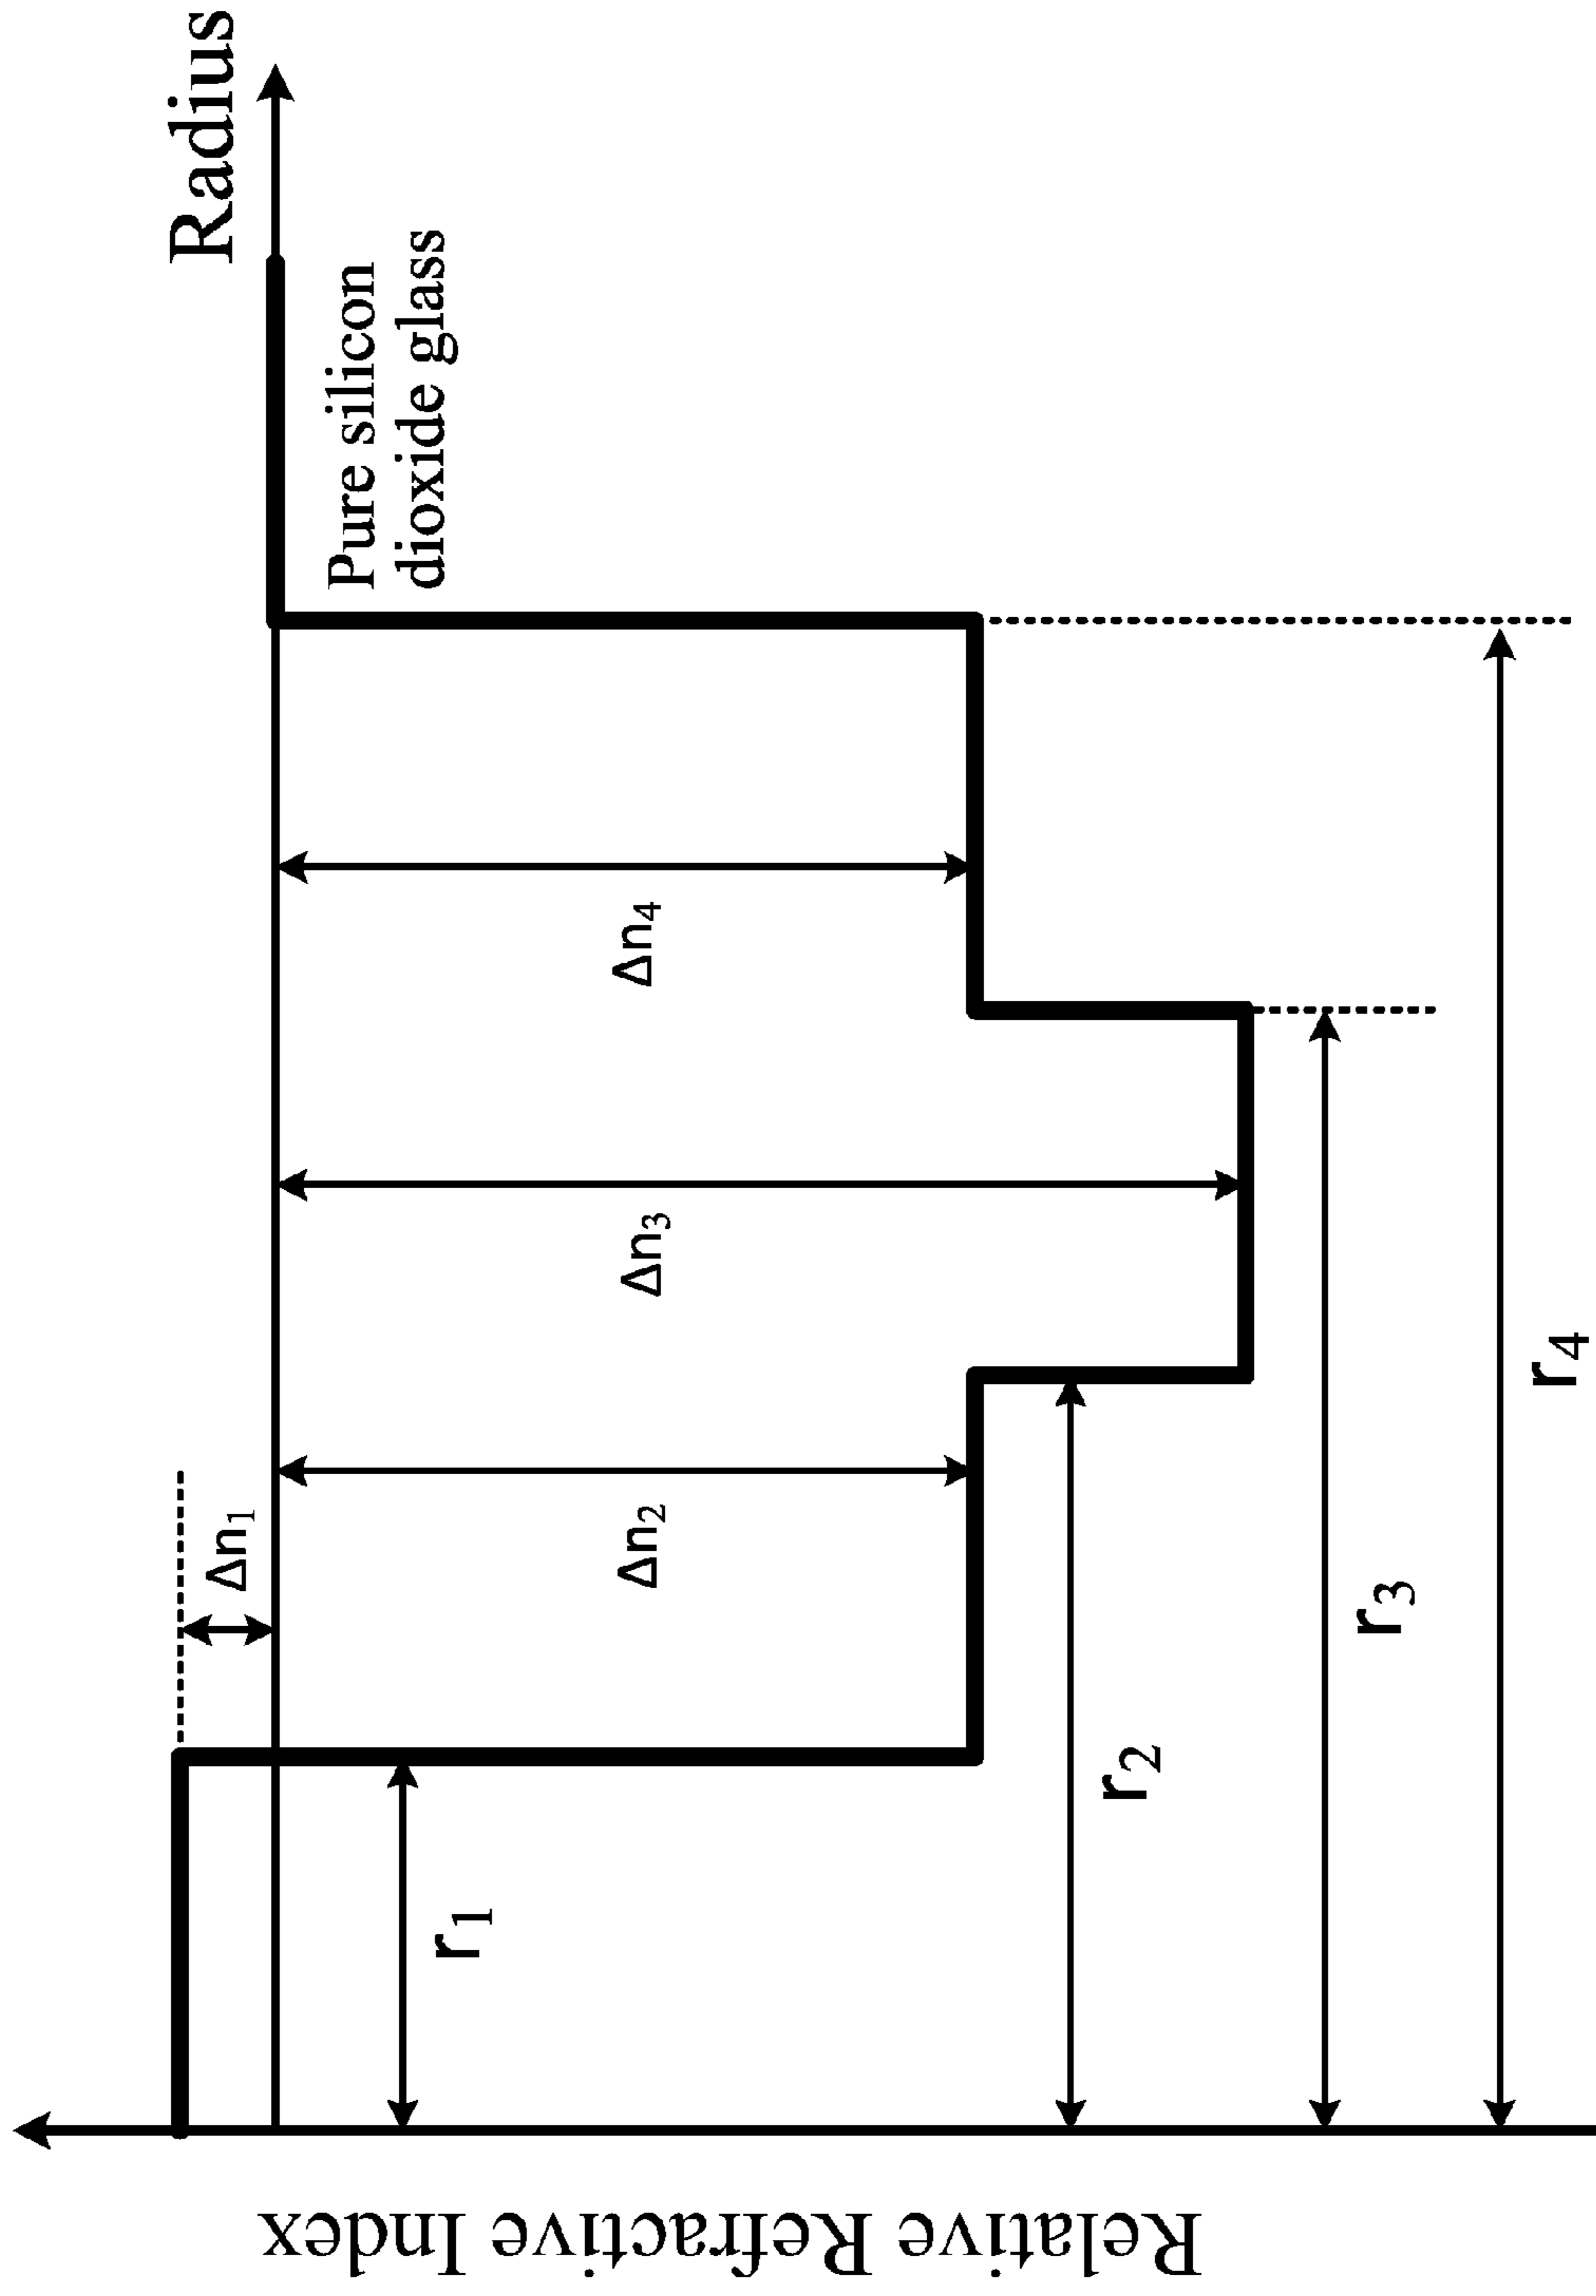 Relative Refractive Index
Radius
Pure silicon
dioxide glass
Δn₁
Δn₂
Δn₃
Δn₄
r₁
r₂
r₃
r₄